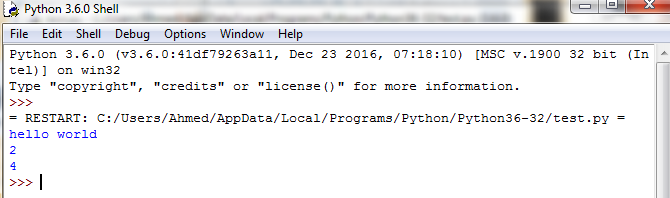 Python 3.6.0 Shell
File Edit Shell Debug Options Window Help
Python 3.6.0 (v3.6.0:41df79263a11, Dec 23 2016, 07:18:10) [MSC v.1900 32 bit (In
tel)] on win32
Type "copyright", "credits" or "license()" for more information.
>>>
= RESTART: C:/Users/Ahmed/AppData/Local/Programs/Python/Python36-32/test.py =
hello world
2
4
>>>